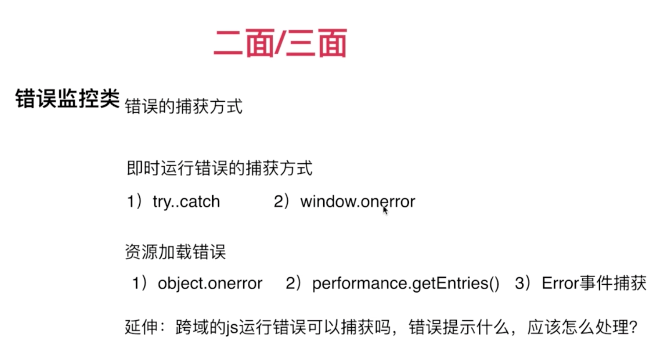 二面/三面
错误监控类 错误的捕获方式
即时运行错误的捕获方式
1）try..catch 2）window.onerror
资源加载错误
1）object.onerror 2）performance.getEntries() 3）Error事件捕获
延伸：跨域的js运行错误可以捕获吗，错误提示什么，应该怎么处理？